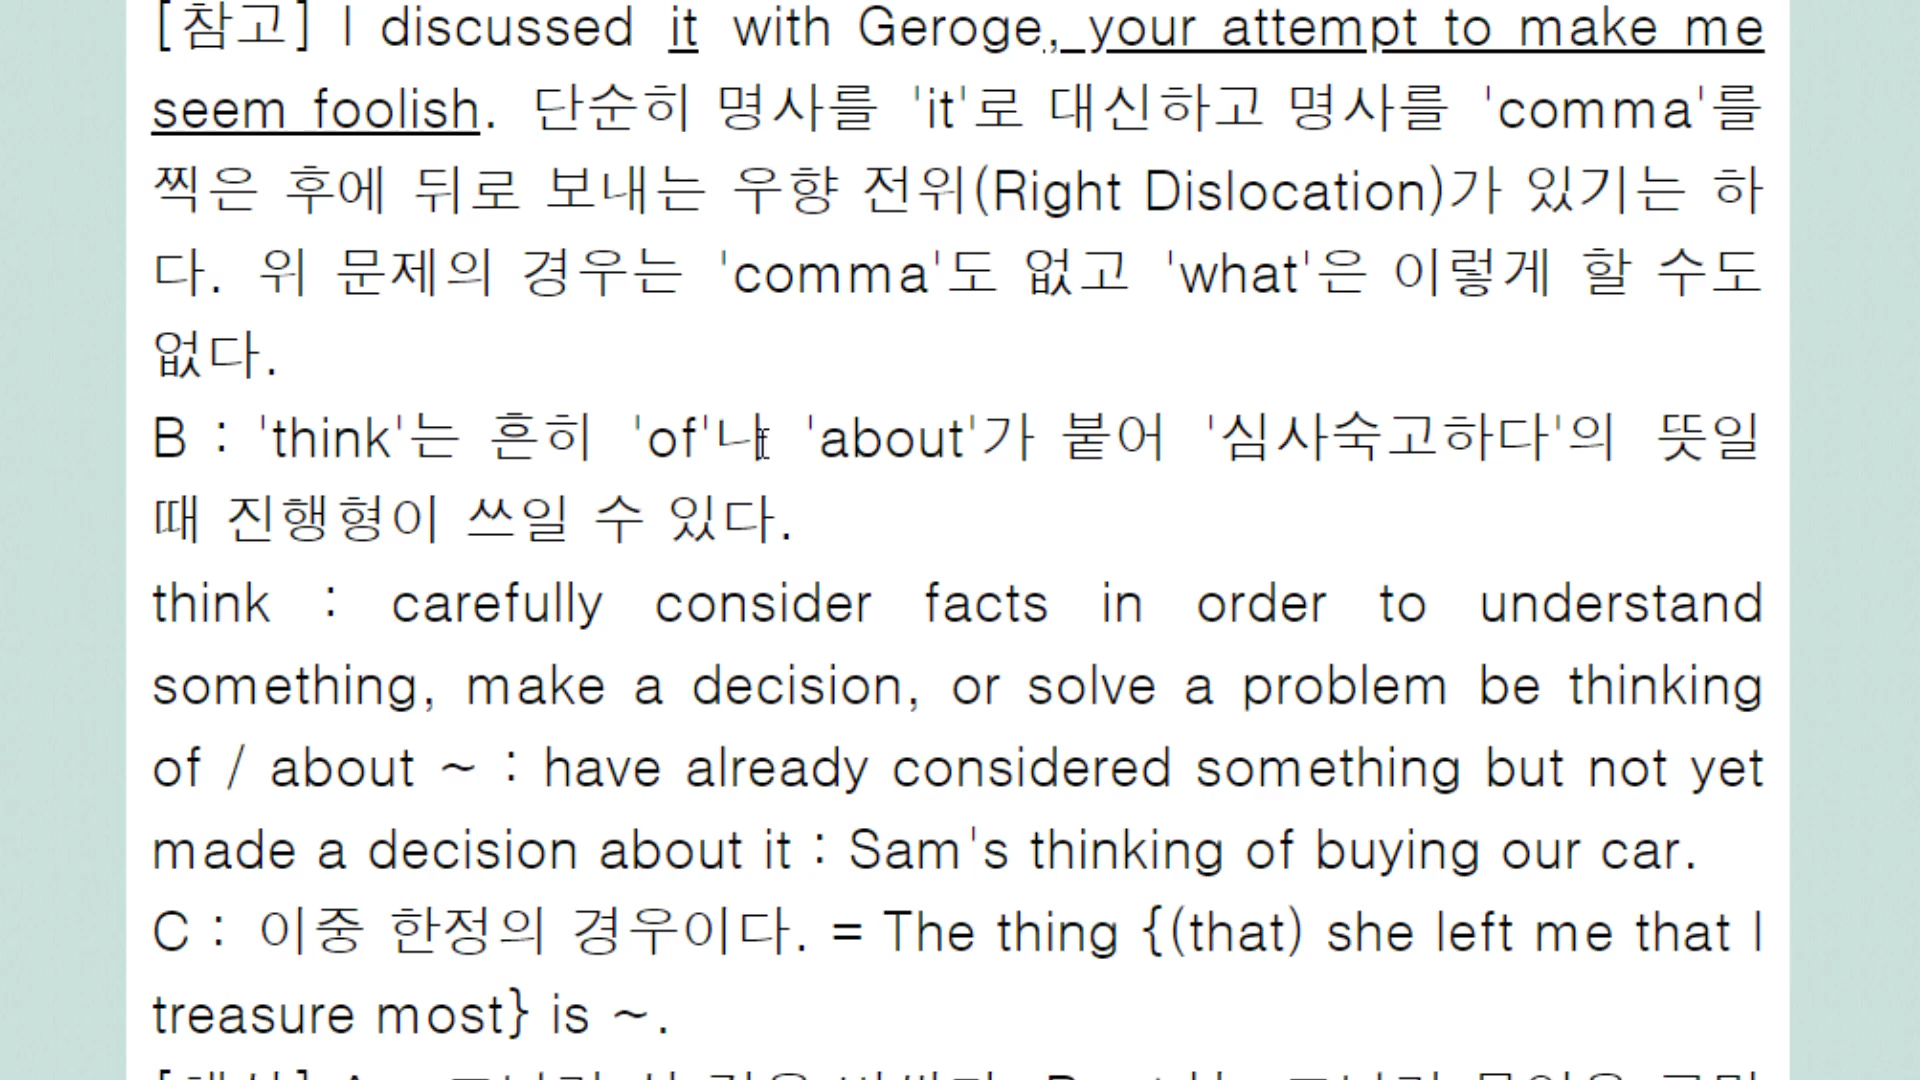 [참고] I discussed it with Geroge, your attempt to make me
seem foolish. 단순히 명사를 'it'로 대신하고 명사를 'comma'를
찍은 후에 뒤로 보내는 우향 전위(Right Dislocation)가 있기는 하
다. 위 문제의 경우는 'comma'도 없고 'what'은 이렇게 할 수도
없다.
B : 'think'는 흔히 'of'나 'about'가 붙어 '심사숙고하다'의 뜻일
때 진행형이 쓰일 수 있다.
think : carefully consider facts in order to understand
something, make a decision, or solve a problem be thinking
of / about ~ : have already considered something but not yet
made a decision about it : Sam's thinking of buying our car.
C : 이중 한정의 경우이다. = The thing {(that) she left me that I
treasure most} is ~.